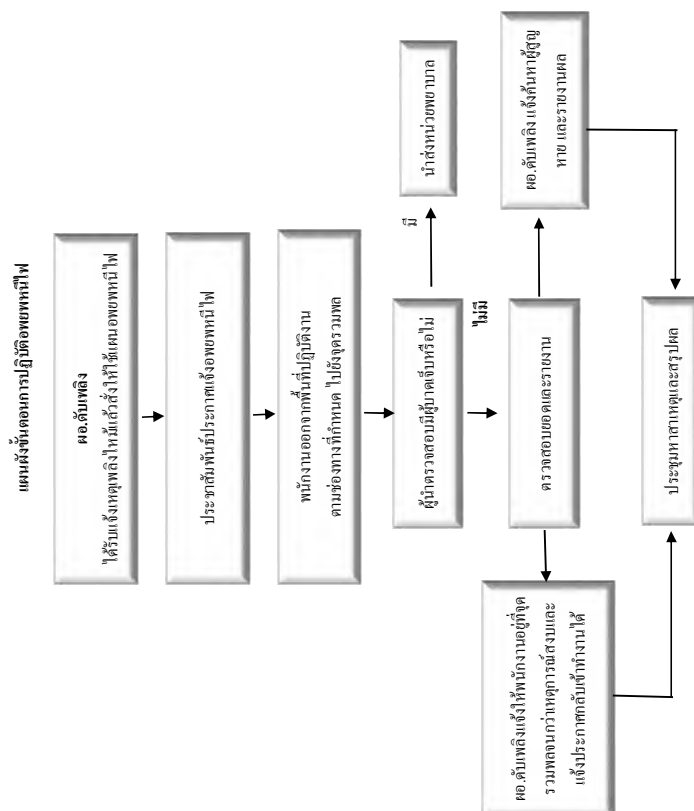 แผนผังขั้นตอนการปฏิบัติอพยพหนีไฟ
ผอ.ดับเพลิง
ได้รับแจ้งเหตุเพลิงไหม้แล้วสั่งให้ใช้แผนอพยพหนีไฟ
ประชาสัมพันธ์ประกาศแจ้งอพยพหนีไฟ
พนักงานออกจากพื้นที่ปฏิบัติงาน
ตามช่องทางที่กำหนด ไปยังจุดรวมพล
ผู้นำตรวจสอบมีผู้บาดเจ็บหรือไม่
มี
นำส่งหน่วยพยาบาล
ไม่มี
ตรวจสอบยอดและรายงาน
ผอ.ดับเพลิง แจ้งค้นหาผู้สูญ
หาย และรายงานผล
ผอ.ดับเพลิงแจ้งให้พนักงานอยู่ที่จุด
รวมพลจนกว่าเหตุการณ์สงบและ
แจ้งประกาศกลับเข้าทำงานได้
ประชุมหาสาเหตุและสรุปผล